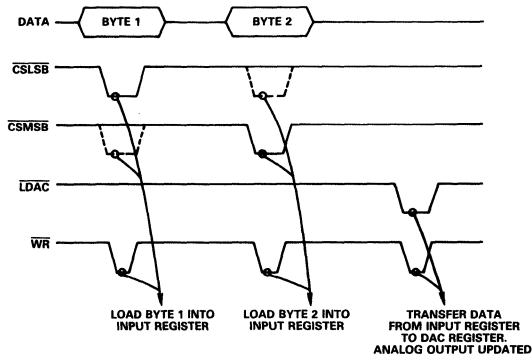 DATA
BYTE 1
BYTE 2
CSLSB
CSMSB
LDAC
WR
LOAD BYTE 1 INTO
INPUT REGISTER
LOAD BYTE 2 INTO
INPUT REGISTER
TRANSFER DATA
FROM INPUT REGISTER
TO DAC REGISTER.
ANALOG OUTPUT UPDATED